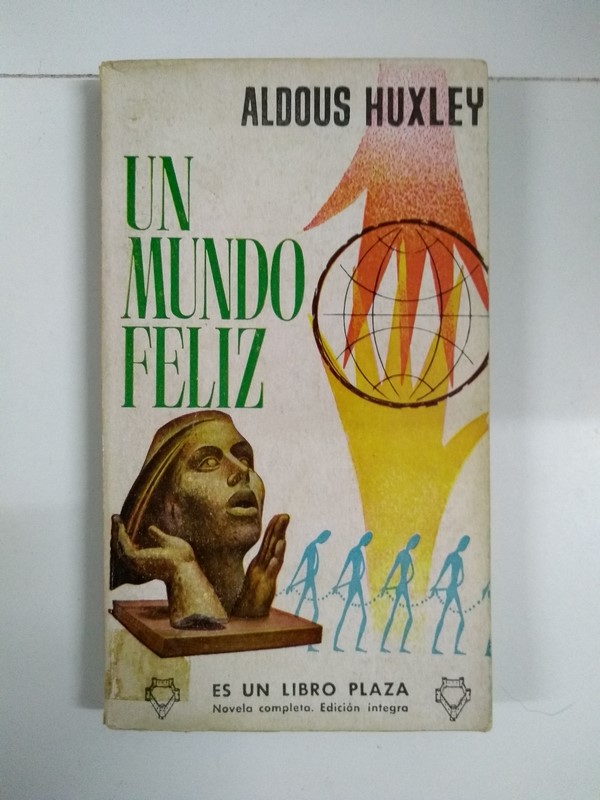 ALDOUS HUXLEY
UN
MUNDO
FELIZ
ES UN LIBRO PLAZA
Novela completa. Edición íntegra